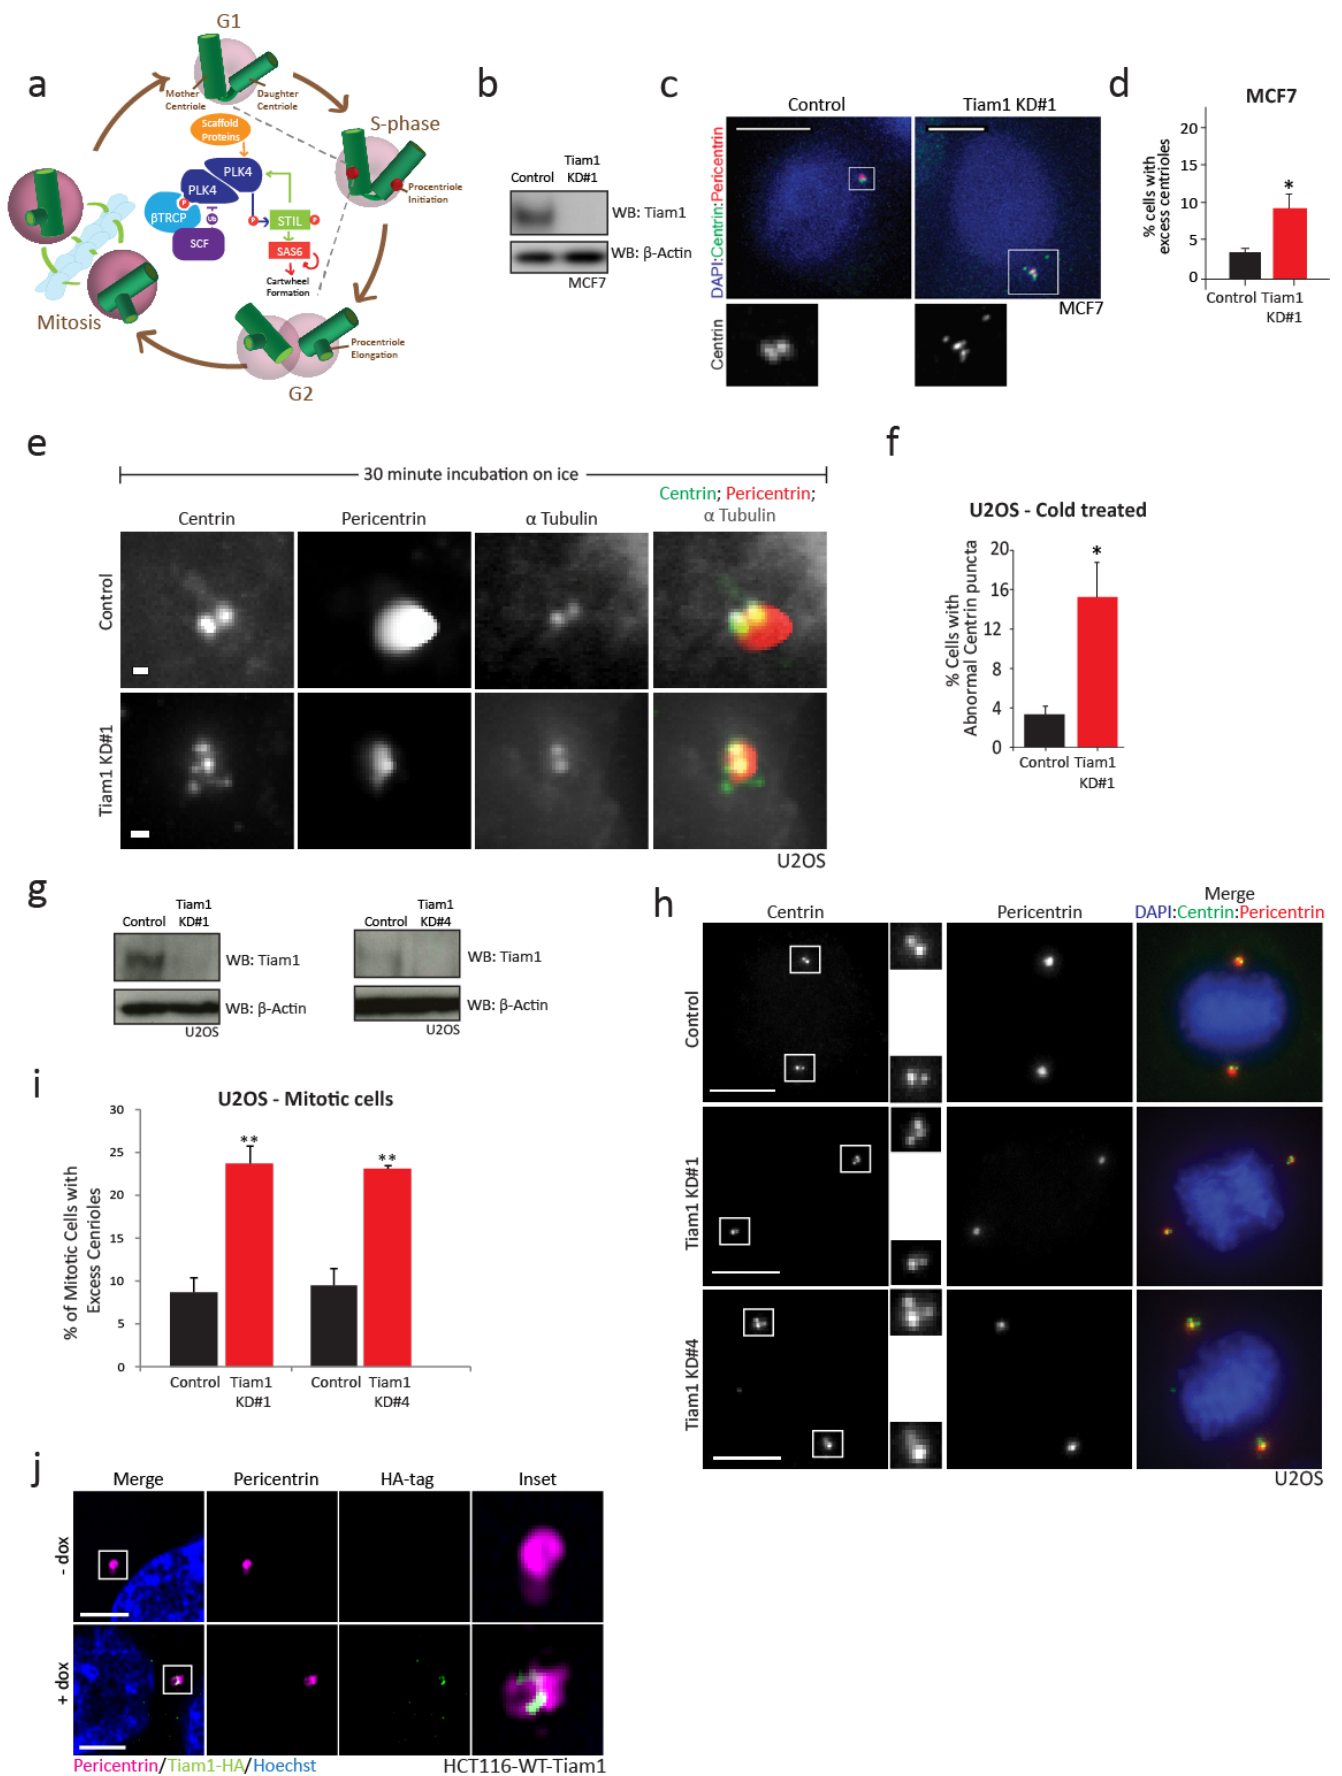 a
G1
Mother
Centriole
Daughter
Centriole
Scaffold
Proteins
S-phase
PLK4
PLK4
P
βTRCP
Ub
SCF
P
STIL
P
SAS6
Cartwheel
Formation
Procentriole
Initiation
Mitosis
Procentriole
Elongation
G2
b
Control
Tiam1
KD#1
WB: Tiam1
WB: β-Actin
MCF7
c
Control
Tiam1 KD#1
DAPI:Centrin:Pericentrin
MCF7
Centrin
d
MCF7
% cells with
excess centrioles
20
15
10
5
0
*
Control
Tiam1
KD#1
e
30 minute incubation on ice
Centrin
Pericentrin
α Tubulin
Centrin; Pericentrin;
α Tubulin
Control
Tiam1 KD#1
U2OS
f
U2OS - Cold treated
% Cells with
Abnormal Centrin puncta
20
16
12
8
4
0
*
Control
Tiam1
KD#1
g
Control
Tiam1
KD#1
WB: Tiam1
WB: β-Actin
U2OS
Control
Tiam1
KD#4
WB: Tiam1
WB: β-Actin
U2OS
h
Centrin
Pericentrin
Merge
DAPI:Centrin:Pericentrin
Control
Tiam1 KD#1
Tiam1 KD#4
U2OS
i
U2OS - Mitotic cells
% of Mitotic Cells with
Excess Cenrioles
30
25
20
15
10
5
0
**
**
Control
Tiam1
KD#1
Control
Tiam1
KD#4
j
Merge
Pericentrin
HA-tag
Inset
- dox
+ dox
Pericentrin/Tiam1-HA/Hoechst
HCT116-WT-Tiam1